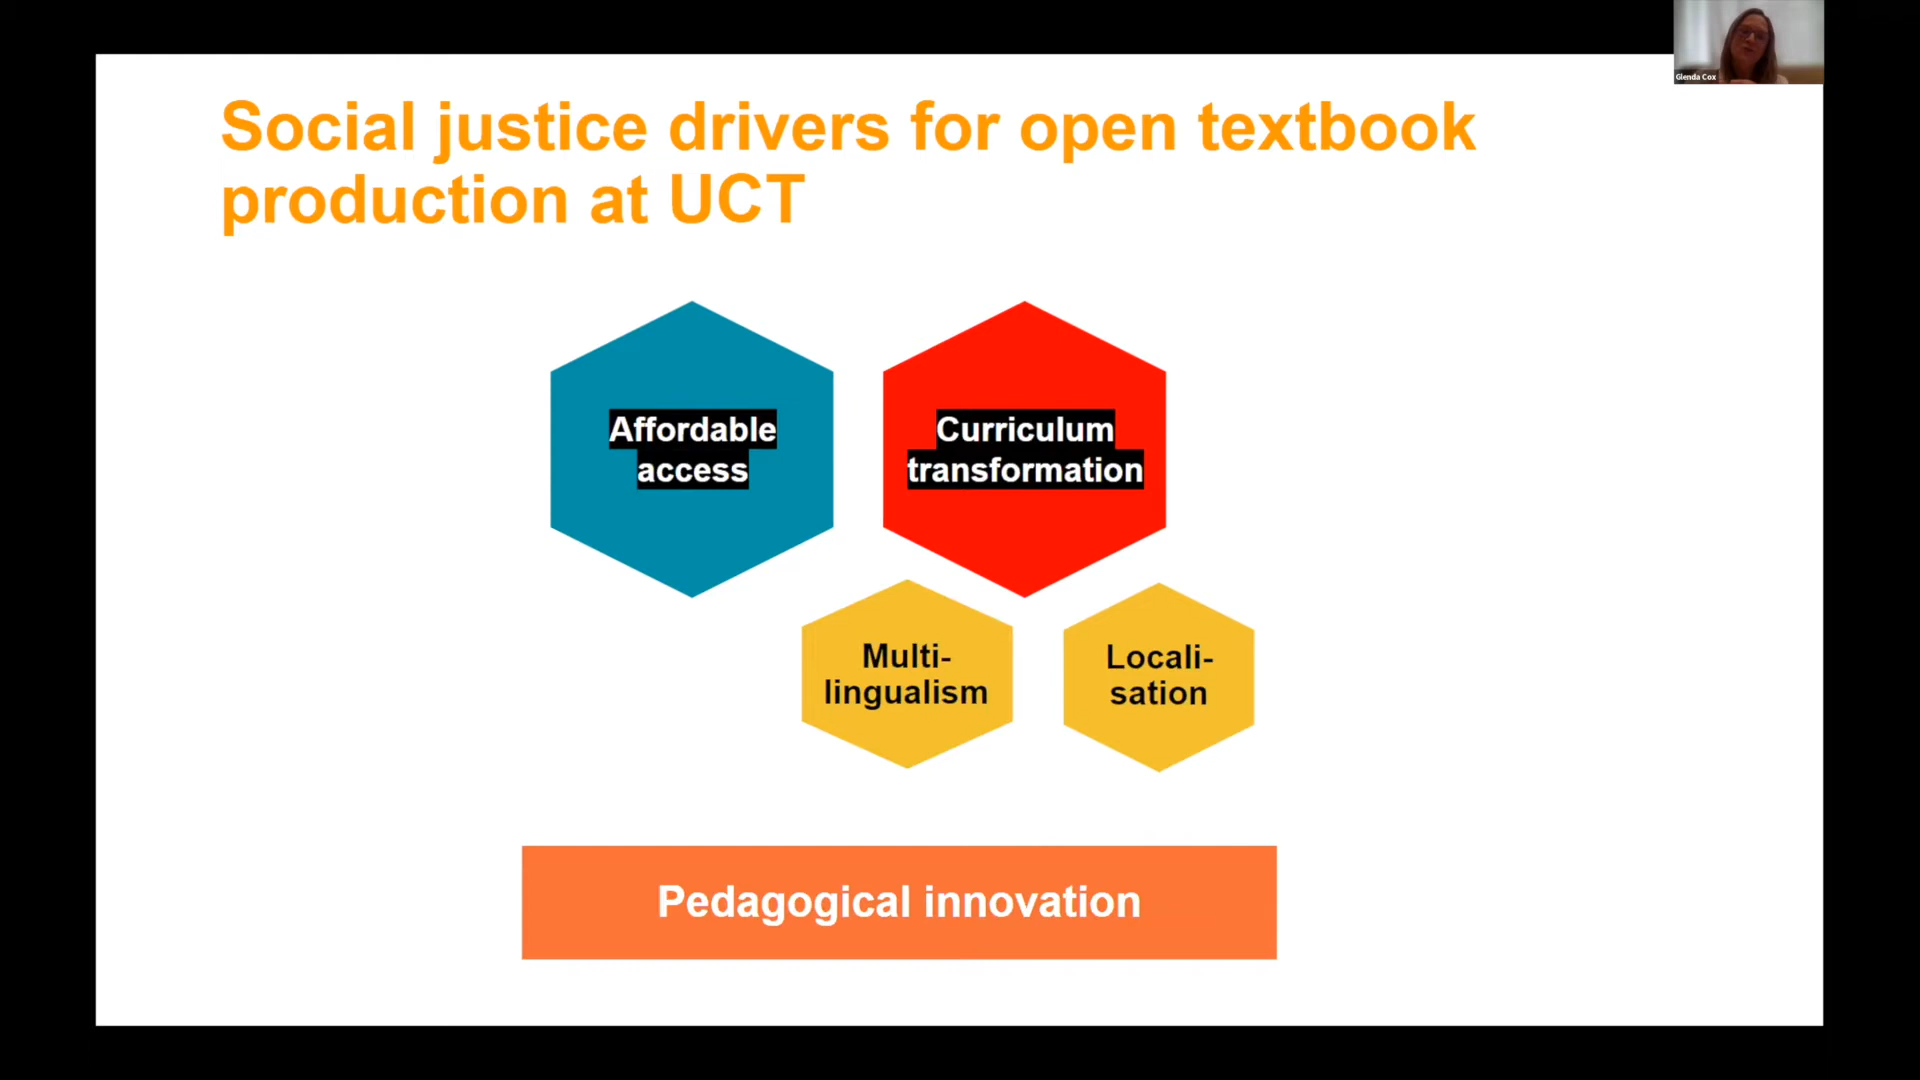 Glenda Cox
Social justice drivers for open textbook
production at UCT
Affordable
access
Curriculum
transformation
Multi-
lingualism
Locali-
sation
Pedagogical innovation